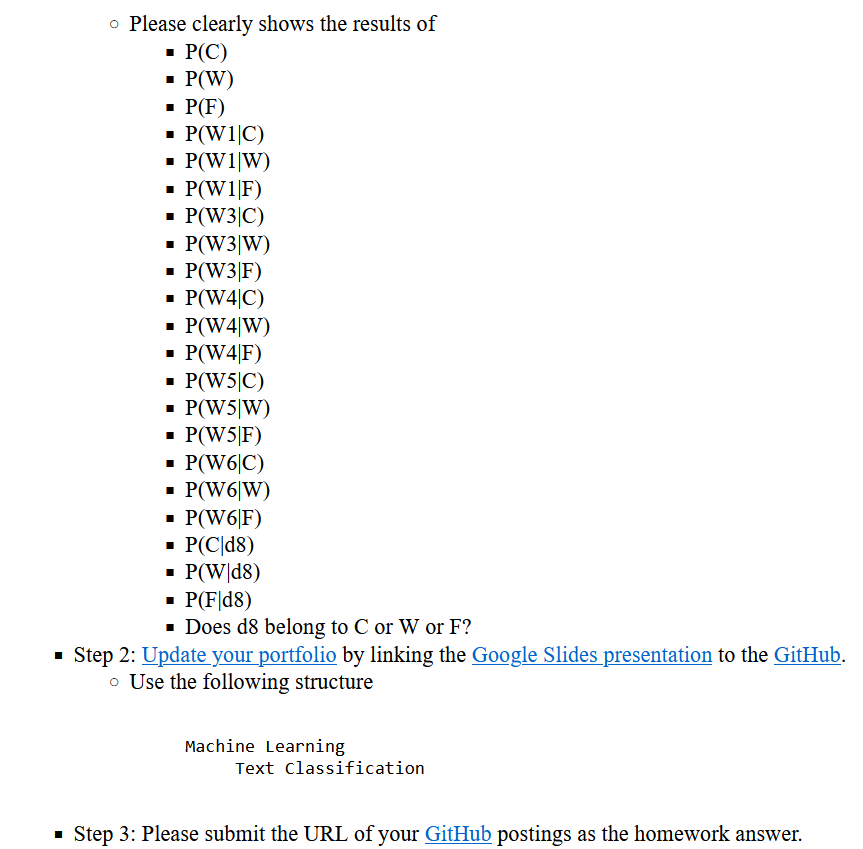 Please clearly shows the results of
P(C)
P(W)
P(F)
P(W1|C)
P(W1|W)
P(W1|F)
P(W3|C)
P(W3|W)
P(W3|F)
P(W4|C)
P(W4|W)
P(W4|F)
P(W5|C)
P(W5|W)
P(W5|F)
P(W6|C)
P(W6|W)
P(W6|F)
P(C|d8)
P(W|d8)
P(F|d8)
Does d8 belong to C or W or F?
Step 2: Update your portfolio by linking the Google Slides presentation to the GitHub.
Use the following structure
Machine Learning
Text Classification
Step 3: Please submit the URL of your GitHub postings as the homework answer.